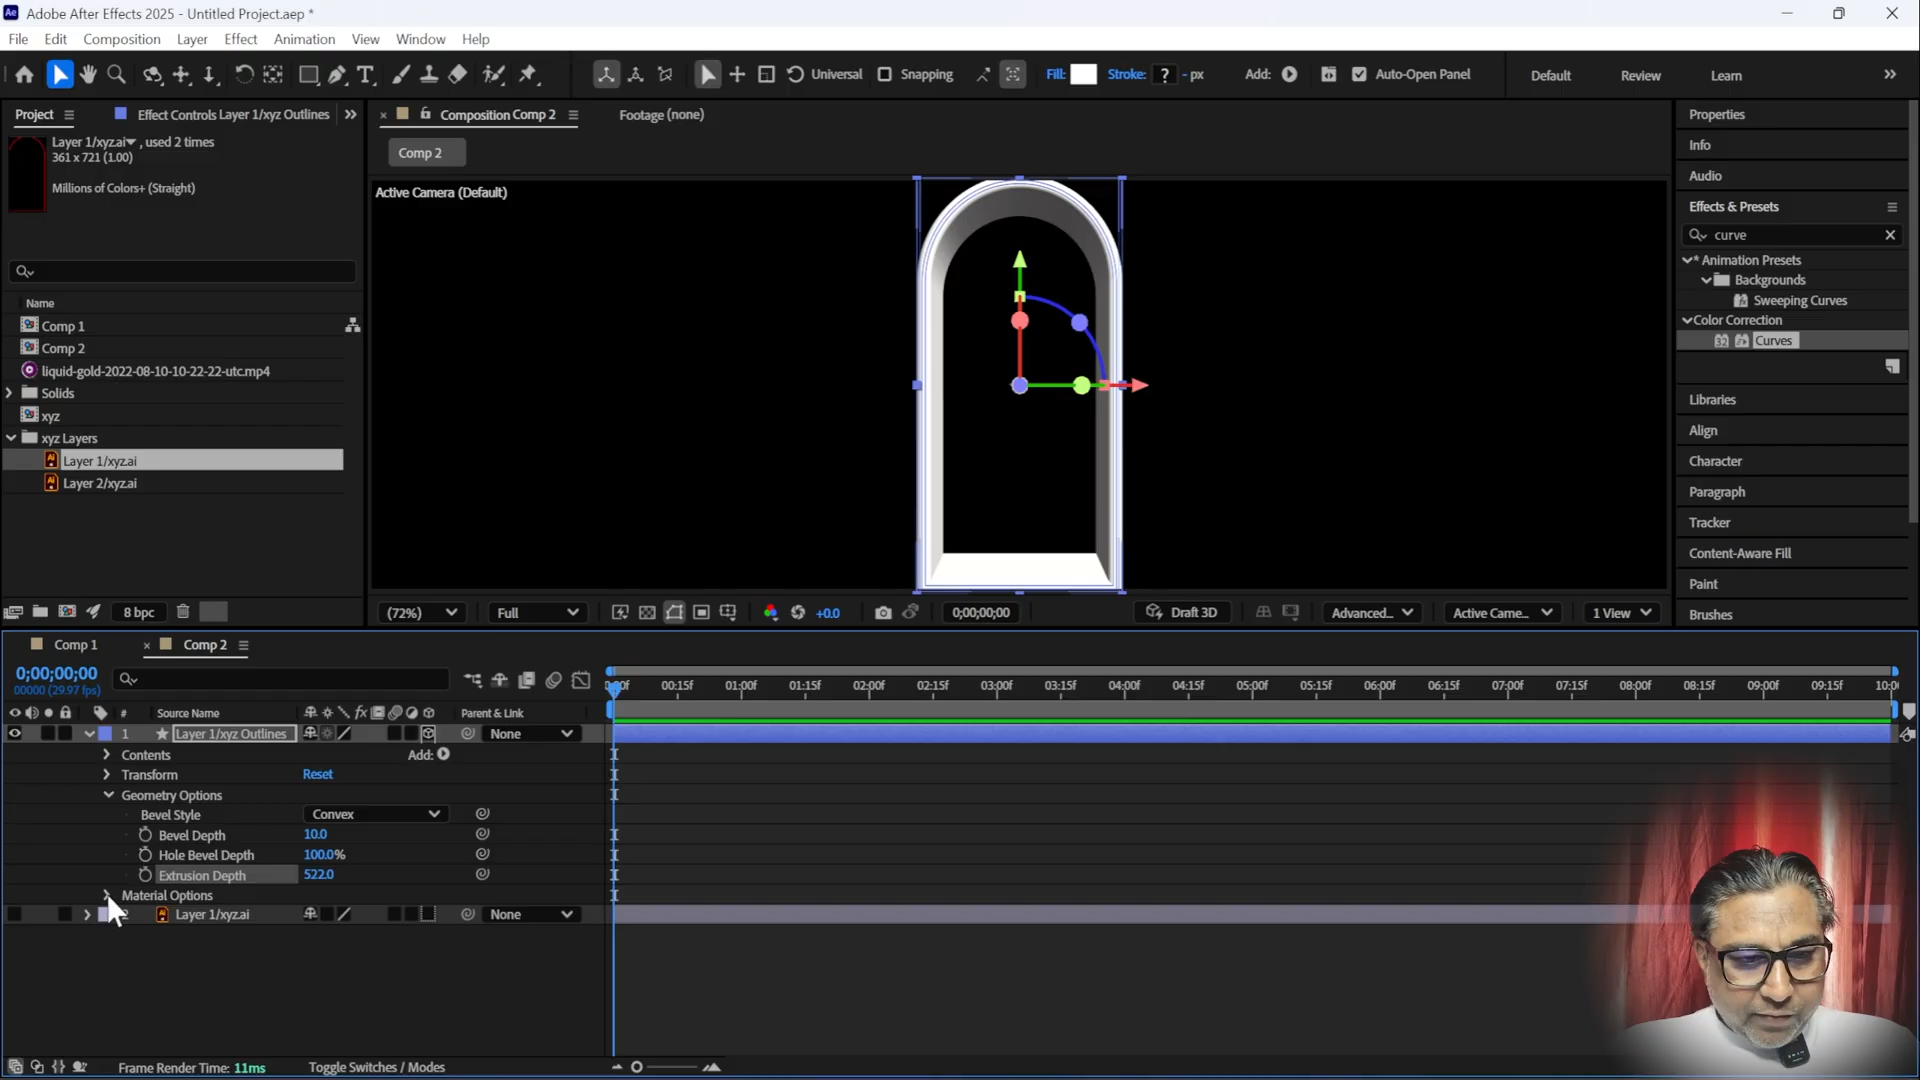 Adobe After Effects 2025 - Untitled Project.aep *
File Edit Composition Layer Effect Animation View Window Help
Universal Snapping Fill: Stroke: ? - px Add: Auto-Open Panel Default Review Learn
Project Effect Controls Layer 1/xyz Outlines
Composition Comp 2 Footage (none)
Layer 1/xyz.ai , used 2 times
361 x 721 (1.00)
Millions of Colors+ (Straight)
Comp 2
Active Camera (Default)
Name
Comp 1
Comp 2
liquid-gold-2022-08-10-10-22-22-utc.mp4
Solids
xyz
xyz Layers
Layer 1/xyz.ai
Layer 2/xyz.ai
8 bpc
(72%) Full +0.0 0;00;00;00 Draft 3D Advanced... Active Came... 1 View
Properties
Info
Audio
Effects & Presets
curve
* Animation Presets
Backgrounds
Sweeping Curves
Color Correction
32 Curves
Libraries
Align
Character
Paragraph
Tracker
Content-Aware Fill
Paint
Brushes
Comp 1 Comp 2
0;00;00;00
00000 (29.97 fps)
00:15f 01:00f 01:15f 02:00f 02:15f 03:00f 03:15f 04:00f 04:15f 05:00f 05:15f 06:00f 06:15f 07:00f 07:15f 08:00f 08:15f 09:00f 09:15f
# Source Name fx Parent & Link
1 Layer 1/xyz Outlines None
Contents Add:
Transform Reset
Geometry Options
Bevel Style Convex
Bevel Depth 10.0
Hole Bevel Depth 100.0%
Extrusion Depth 522.0
Material Options
2 Layer 1/xyz.ai None
Frame Render Time: 11ms Toggle Switches / Modes